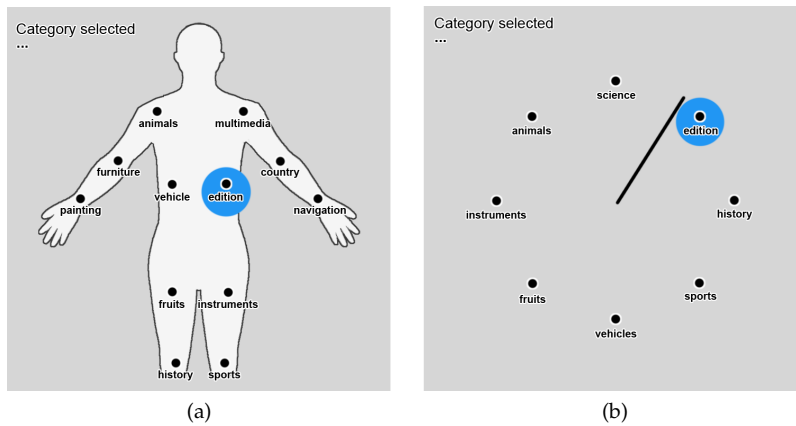 Category selected
...
animals
multimedia
furniture
country
vehicle
edition
painting
navigation
fruits
instruments
history
sports
(a)
Category selected
...
science
animals
edition
instruments
history
fruits
sports
vehicles
(b)